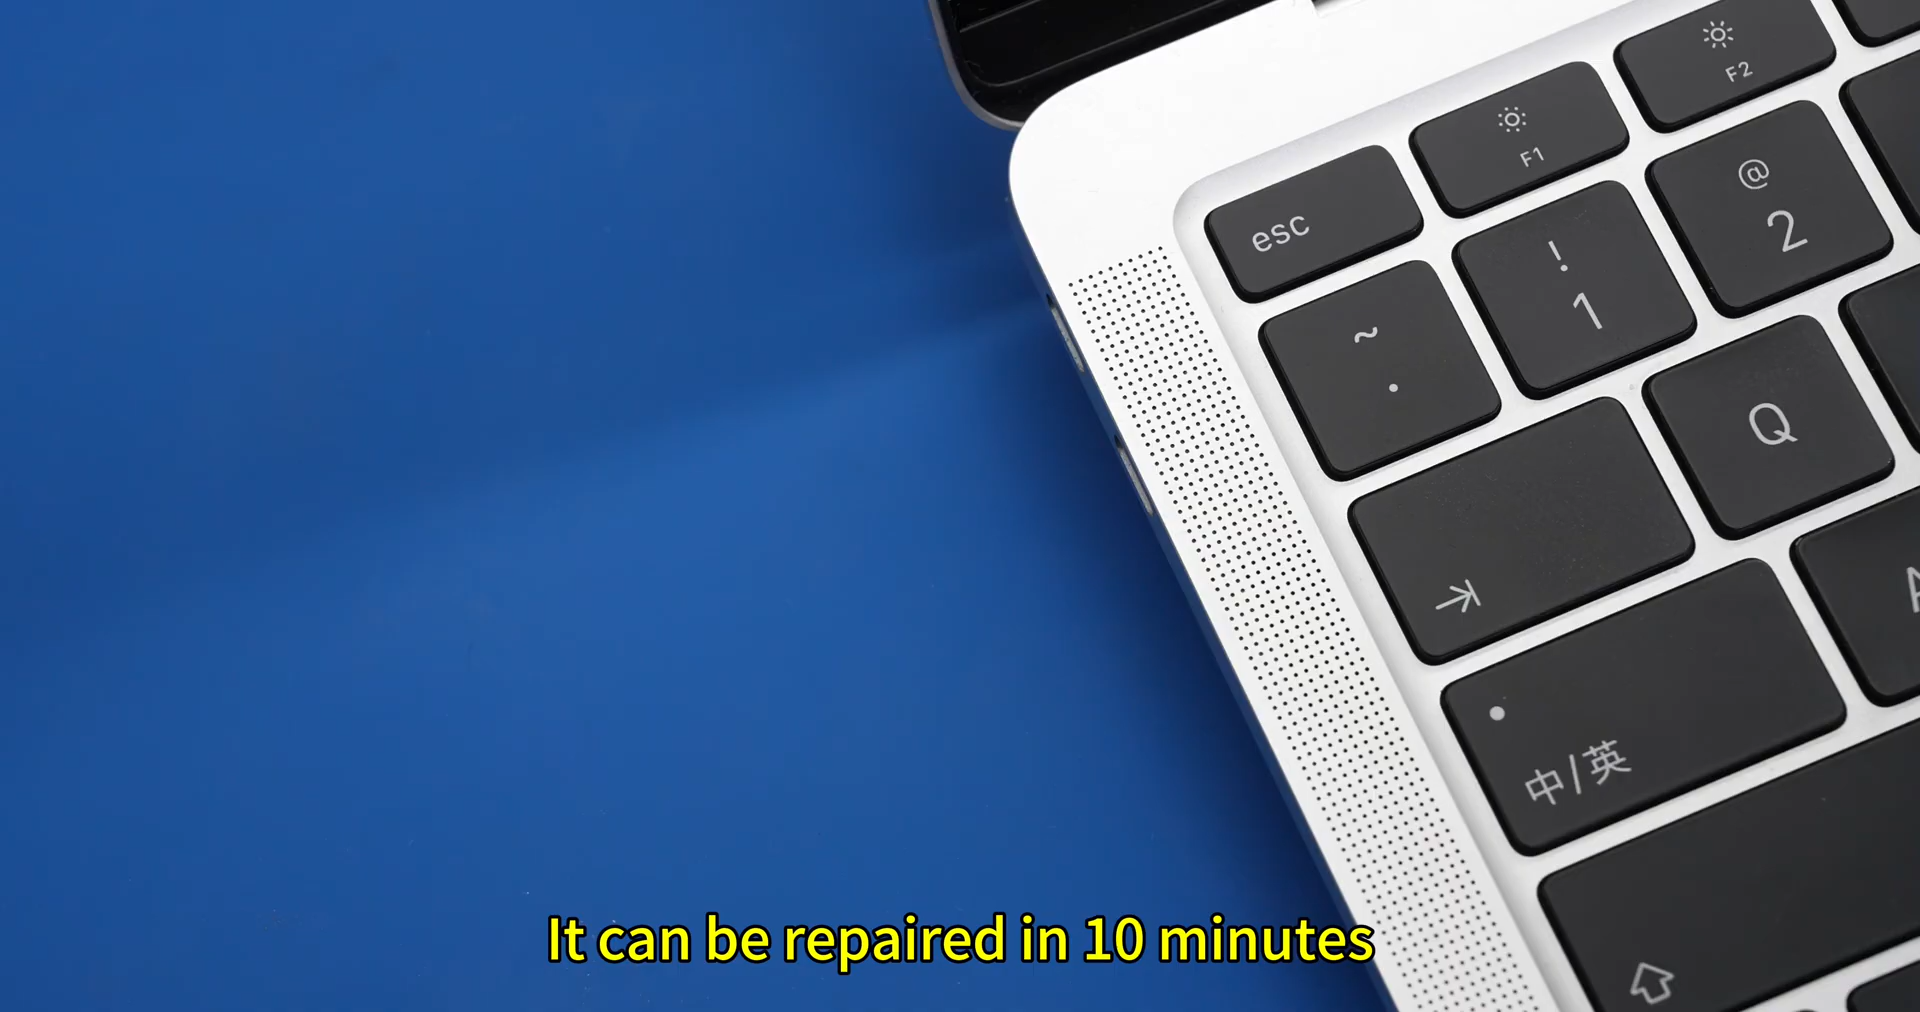 F2
F1
@
2
esc
!
1
~
·
Q
A
中/英
It can be repaired in 10 minutes